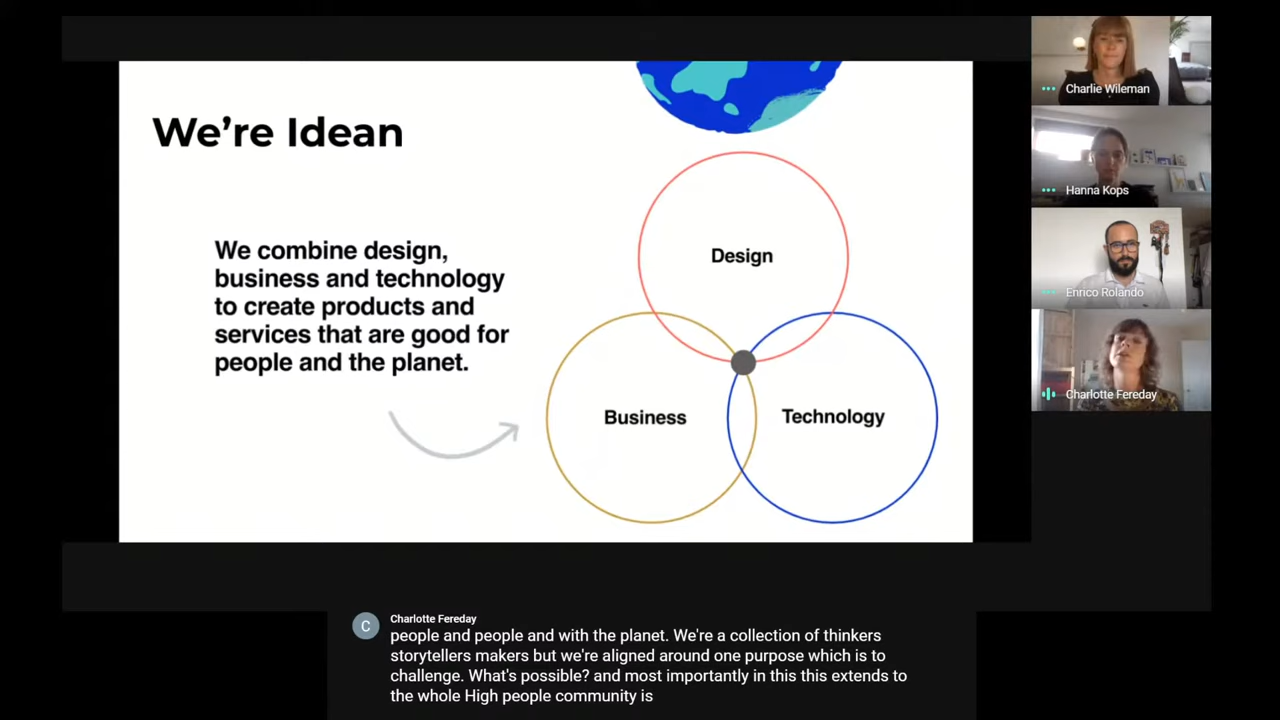 We're Idean
We combine design,
business and technology
to create products and
services that are good for
people and the planet.
Design
Business
Technology
Charlie Wileman
Hanna Kops
Enrico Rolando
Charlotte Fereday
C
Charlotte Fereday
people and people and with the planet. We're a collection of thinkers
storytellers makers but we're aligned around one purpose which is to
challenge. What's possible? and most importantly in this this extends to
the whole High people community is